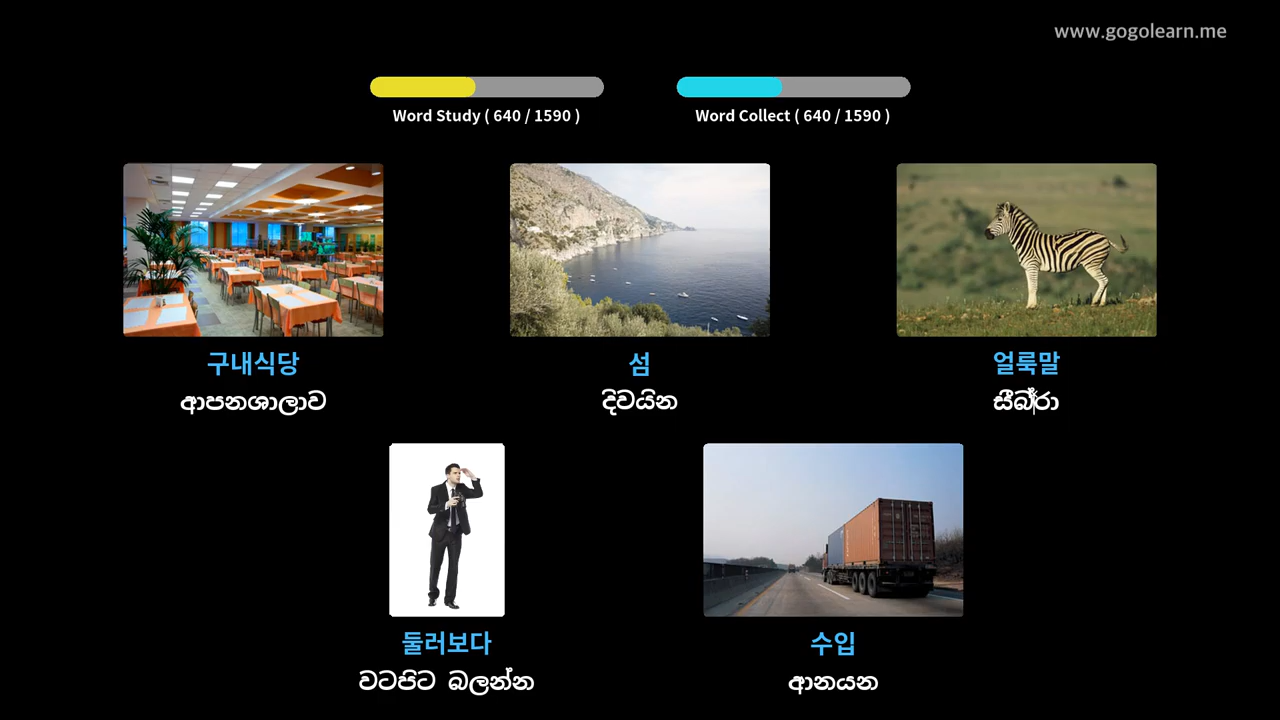 www.gogolearn.me
Word Study ( 640 / 1590 )
Word Collect ( 640 / 1590 )
구내식당
섬
얼룩말
ආපනශාලාව
දිවයින
සීබ්‍රා
둘러보다
수입
වටපිට බලන්න
ආනයන